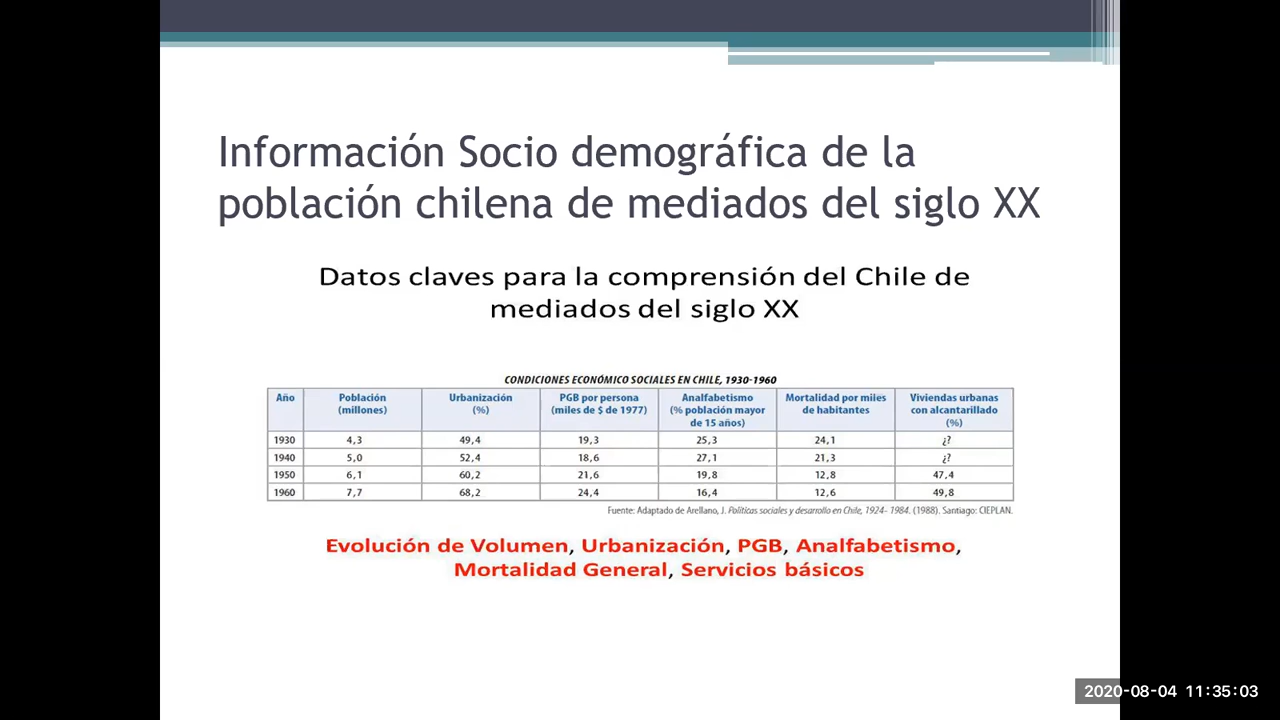 Información Socio demográfica de la
población chilena de mediados del siglo XX
Datos claves para la comprensión del Chile de
mediados del siglo XX
CONDICIONES ECONÓMICO SOCIALES EN CHILE, 1930-1960
Año Población (millones) Urbanización (%) PGB por persona (miles de $ de 1977) Analfabetismo (% población mayor de 15 años) Mortalidad por miles de habitantes Viviendas urbanas con alcantarillado (%)
1930 4,3 49,4 19,3 25,3 24,1 ¿?
1940 5,0 52,4 18,6 27,1 21,3 ¿?
1950 6,1 60,2 21,6 19,8 12,8 47,4
1960 7,7 68,2 24,4 16,4 12,6 49,8
Fuente: Adaptado de Arellano, J. Políticas sociales y desarrollo en Chile, 1924- 1984. (1988). Santiago: CIEPLAN.
Evolución de Volumen, Urbanización, PGB, Analfabetismo,
Mortalidad General, Servicios básicos
2020-08-04 11:35:03